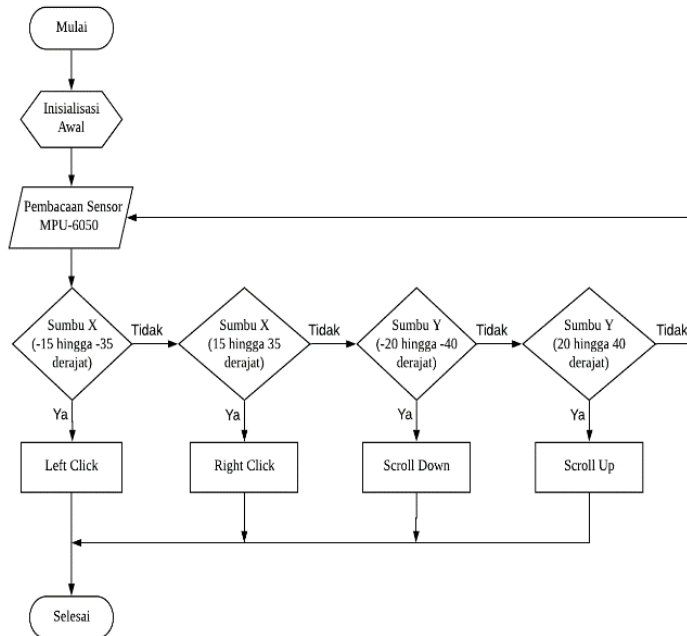 Mulai
Inisialisasi
Awal
Pembacaan Sensor
MPU-6050
Sumbu X
(-15 hingga -35
derajat)
Tidak
Sumbu X
(15 hingga 35
derajat)
Tidak
Sumbu Y
(-20 hingga -40
derajat)
Tidak
Sumbu Y
(20 hingga 40
derajat)
Tidak
Ya
Ya
Ya
Ya
Left Click
Right Click
Scroll Down
Scroll Up
Selesai